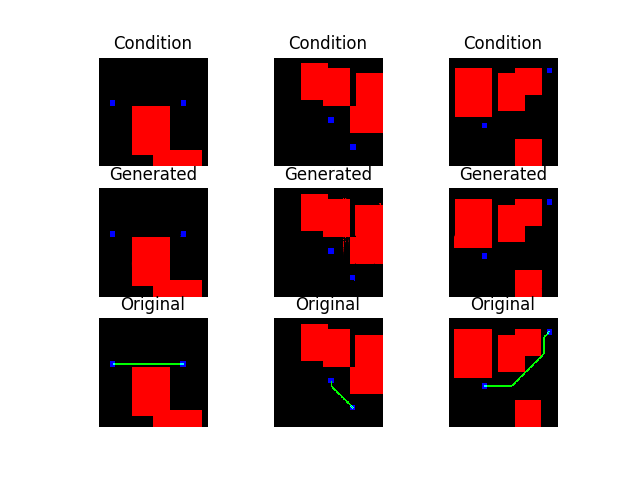 Condition Condition Condition
Generated Generated Generated
Original Original Original